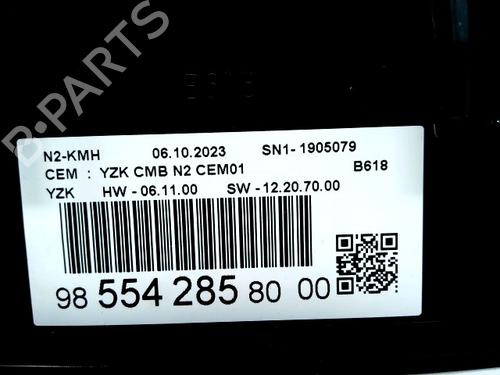 B-PARTS
N2-KMH 06.10.2023 SN1- 1905079
CEM : YZK CMB N2 CEM01 B618
YZK HW - 06.11.00 SW - 12.20.70.00
98 554 285 80 00